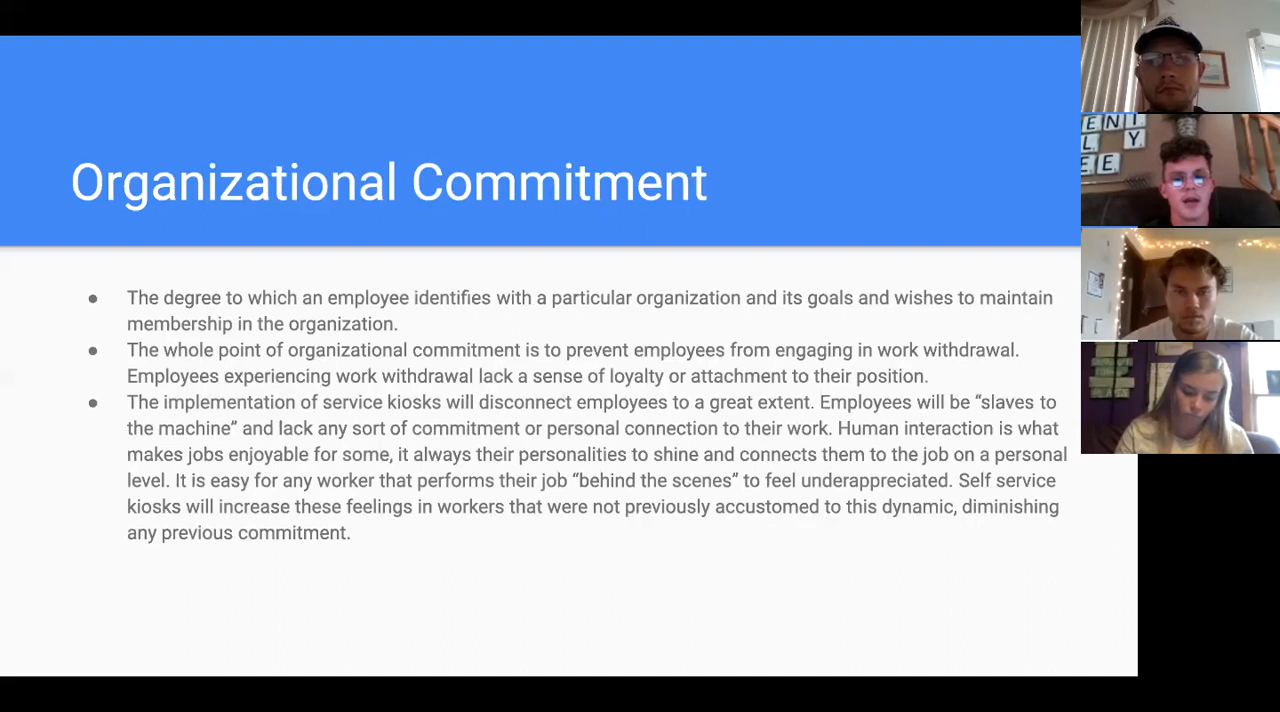 Organizational Commitment
● The degree to which an employee identifies with a particular organization and its goals and wishes to maintain
membership in the organization.
● The whole point of organizational commitment is to prevent employees from engaging in work withdrawal.
Employees experiencing work withdrawal lack a sense of loyalty or attachment to their position.
● The implementation of service kiosks will disconnect employees to a great extent. Employees will be “slaves to
the machine” and lack any sort of commitment or personal connection to their work. Human interaction is what
makes jobs enjoyable for some, it always their personalities to shine and connects them to the job on a personal
level. It is easy for any worker that performs their job “behind the scenes” to feel underappreciated. Self service
kiosks will increase these feelings in workers that were not previously accustomed to this dynamic, diminishing
any previous commitment.
ENI
L Y
EE